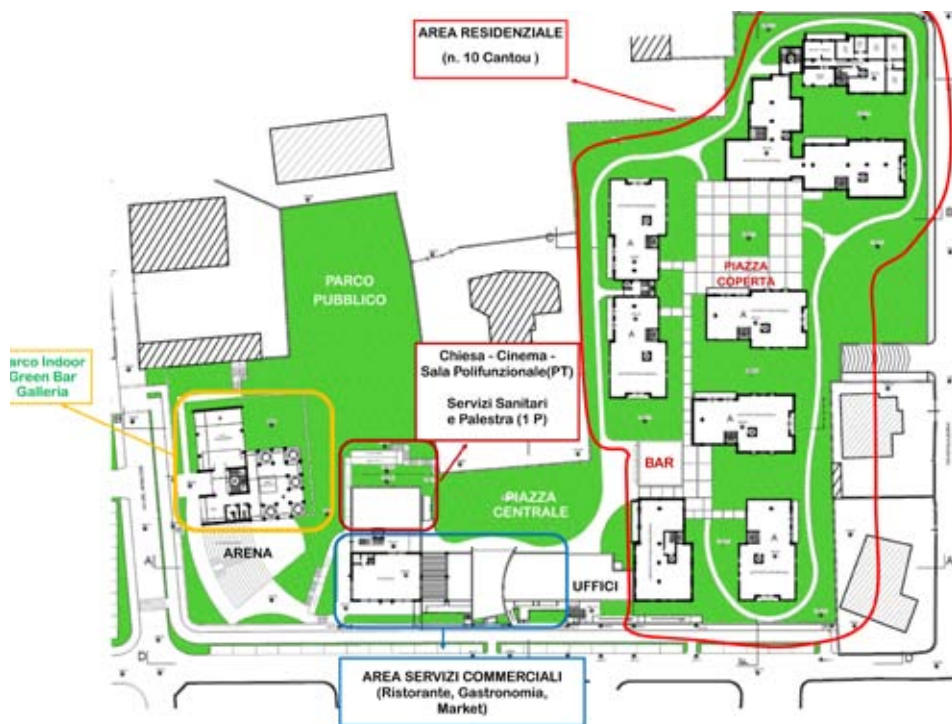 AREA RESIDENZIALE
(n. 10 Cantou )
PARCO
PUBBLICO
PIAZZA
COPERTA
arco Indoor
Green Bar
Galleria
Chiesa - Cinema -
Sala Polifunzionale(PT)
Servizi Sanitari
e Palestra (1 P)
BAR
PIAZZA
CENTRALE
ARENA
UFFICI
AREA SERVIZI COMMERCIALI
(Ristorante, Gastronomia,
Market)
A
A
A
A
A
C
D
D